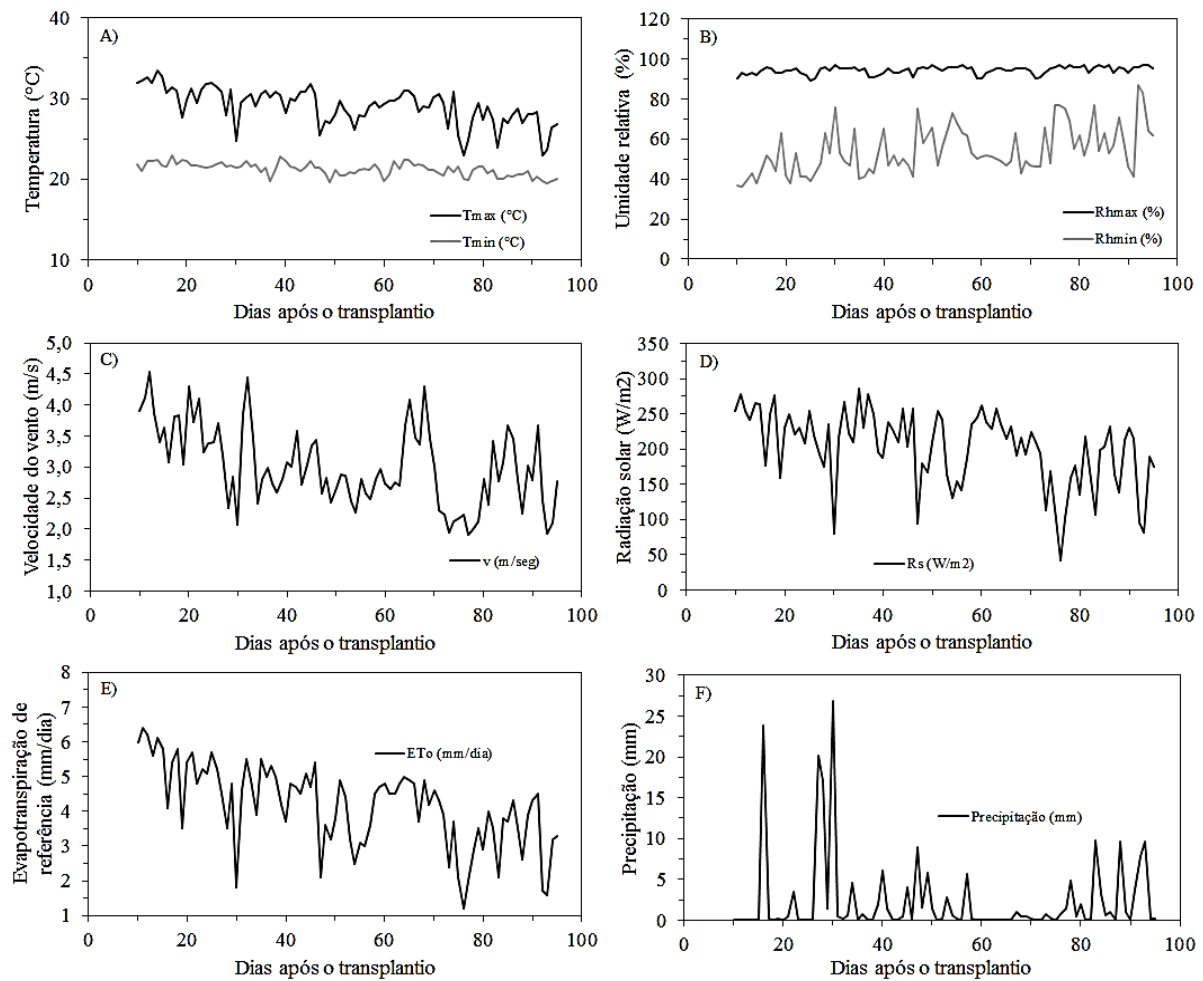 A)
40
30
20
10
Temperatura (°C)
Tmax (°C)
Tmin (°C)
0 20 40 60 80 100
Dias após o transplantio
B)
120
100
80
60
40
20
0
Umidade relativa (%)
Rhmax (%)
Rhmin (%)
0 20 40 60 80 100
Dias após o transplantio
C)
5,0
4,5
4,0
3,5
3,0
2,5
2,0
1,5
1,0
Velocidade do vento (m/s)
v (m/seg)
0 20 40 60 80 100
Dias após o transplantio
D)
350
300
250
200
150
100
50
0
Radiação solar (W/m2)
Rs (W/m2)
0 20 40 60 80 100
Dias após o transplantio
E)
8
7
6
5
4
3
2
1
Evapotranspiração de
referência (mm/dia)
ETo (mm/dia)
0 20 40 60 80 100
Dias após o transplantio
F)
30
25
20
15
10
5
0
Precipitação (mm)
Precipitação (mm)
0 20 40 60 80 100
Dias após o transplantio